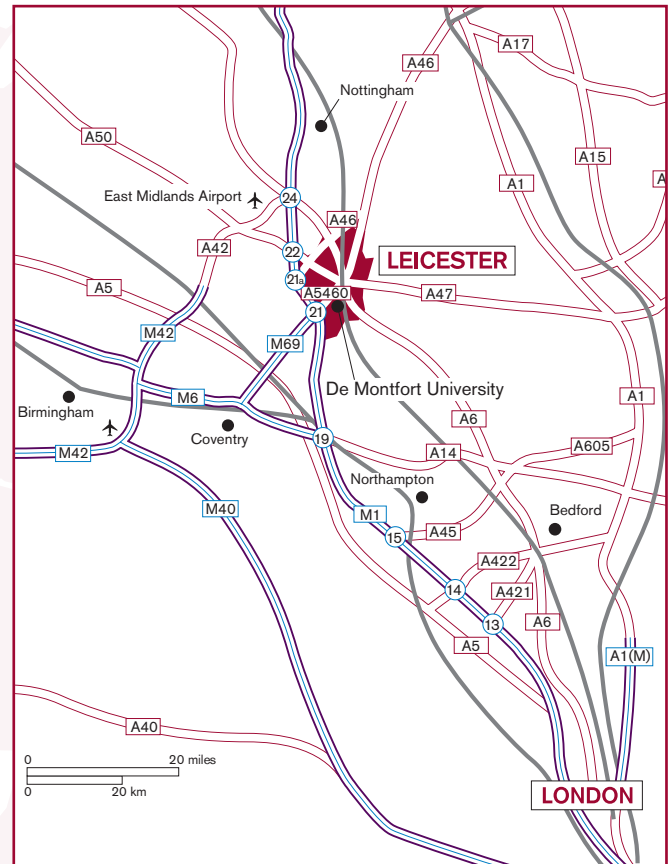 A17
A46
Nottingham
A50
A15
East Midlands Airport
A1
24
A46
A42
22
LEICESTER
21a
A5
A5460
A47
21
M42
M69
De Montfort University
M6
A1
Birmingham
A6
Coventry
19
A605
M42
A14
Northampton
M40
M1
Bedford
A45
15
A422
14
A421
13
A6
A5
A1(M)
A40
0 20 miles
0 20 km
LONDON